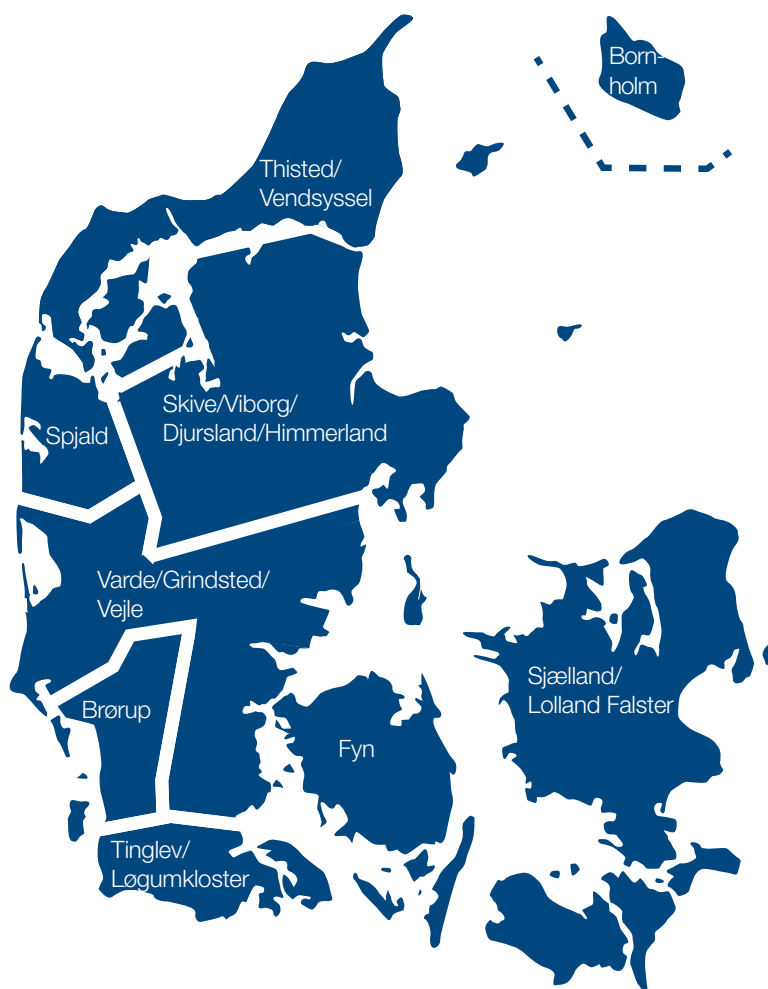 Born-
holm
Thisted/
Vendsyssel
Skive/Viborg/
Djursland/Himmerland
Spjald
Varde/Grindsted/
Vejle
Sjælland/
Lolland Falster
Brørup
Fyn
Tinglev/
Løgumkloster